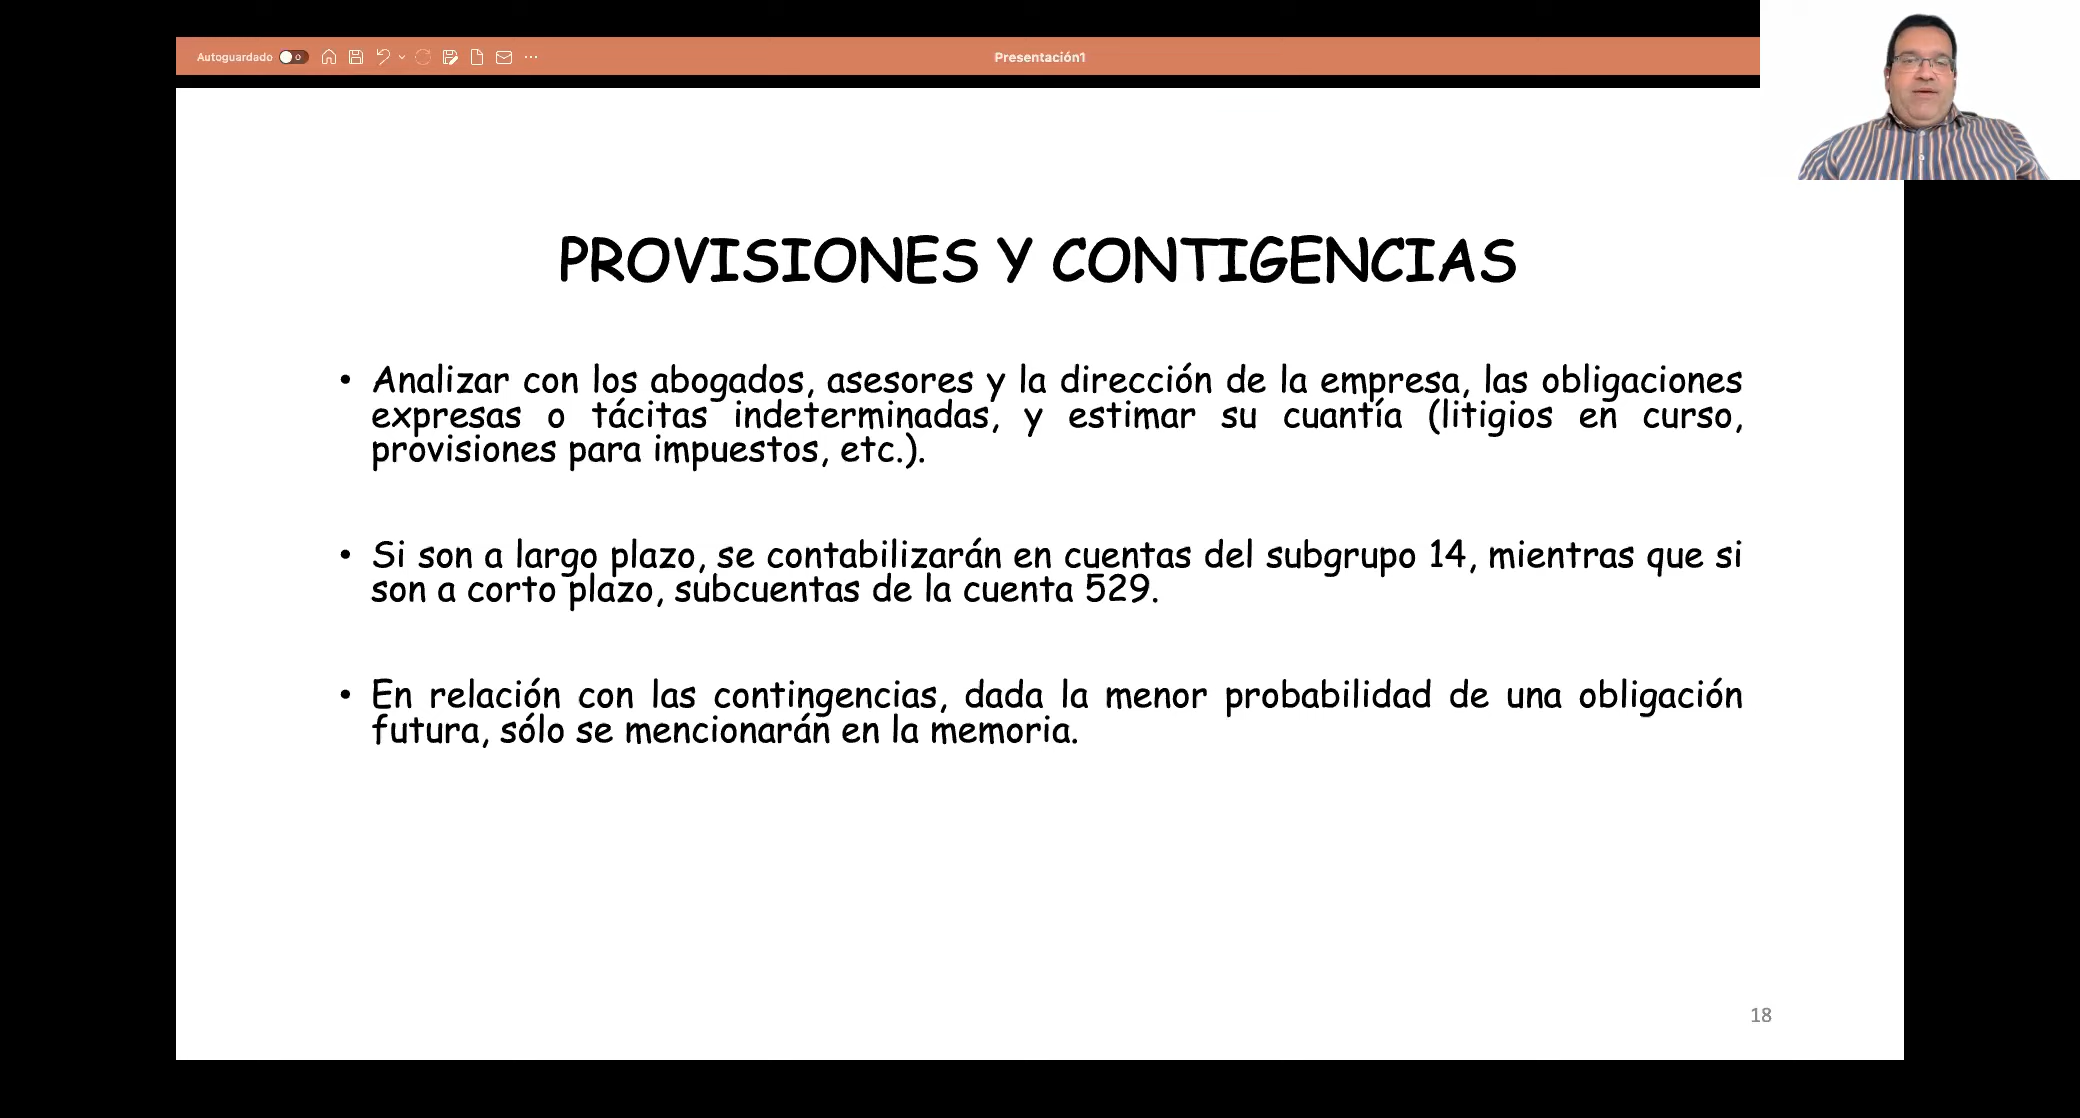 Autoguardado
Presentación1
PROVISIONES Y CONTIGENCIAS
• Analizar con los abogados, asesores y la dirección de la empresa, las obligaciones
expresas o tácitas indeterminadas, y estimar su cuantía (litigios en curso,
provisiones para impuestos, etc.).
• Si son a largo plazo, se contabilizarán en cuentas del subgrupo 14, mientras que si
son a corto plazo, subcuentas de la cuenta 529.
• En relación con las contingencias, dada la menor probabilidad de una obligación
futura, sólo se mencionarán en la memoria.
18